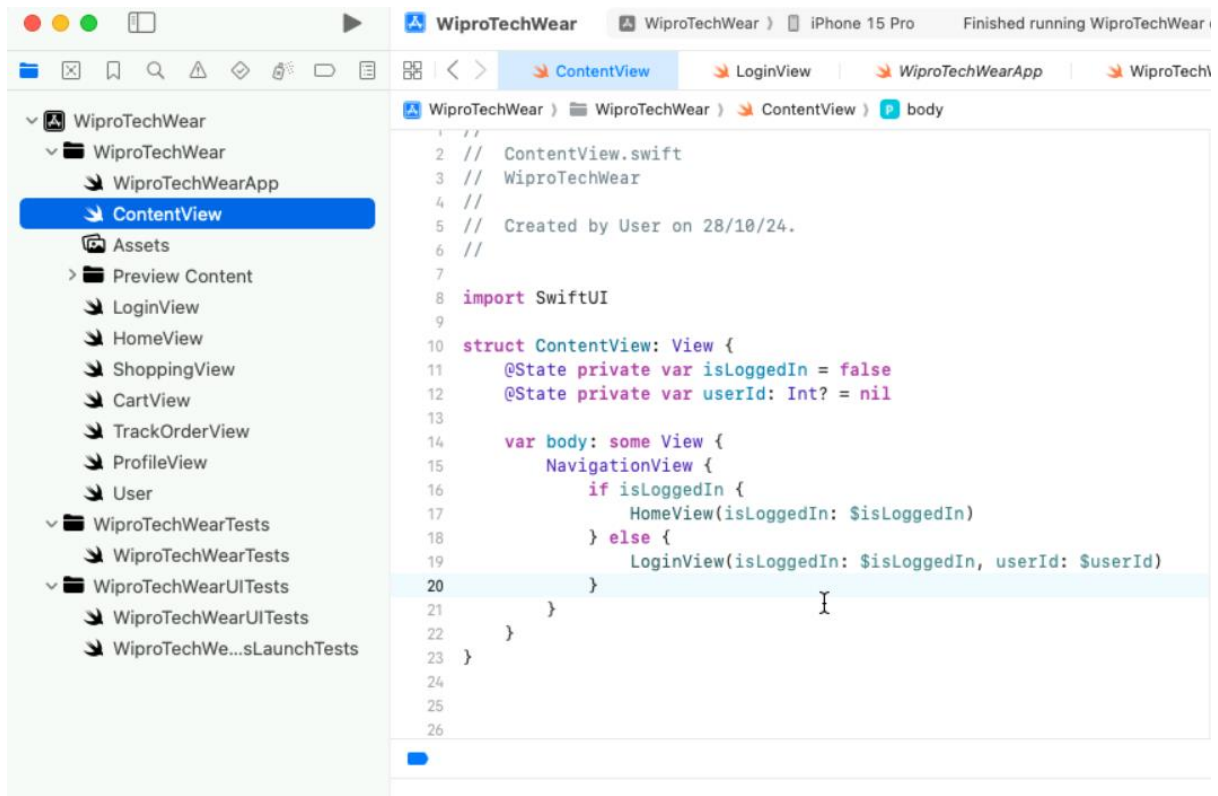 WiproTechWear
WiproTechWear 〉 iPhone 15 Pro
Finished running WiproTechWear
ContentView
LoginView
WiproTechWearApp
WiproTech
WiproTechWear 〉 WiproTechWear 〉 ContentView 〉 P body
WiproTechWear
WiproTechWear
WiproTechWearApp
ContentView
Assets
Preview Content
LoginView
HomeView
ShoppingView
CartView
TrackOrderView
ProfileView
User
WiproTechWearTests
WiproTechWearTests
WiproTechWearUITests
WiproTechWearUITests
WiproTechWe...sLaunchTests
1 //
2 // ContentView.swift
3 // WiproTechWear
4 //
5 // Created by User on 28/10/24.
6 //
7
8 import SwiftUI
9
10 struct ContentView: View {
11 @State private var isLoggedIn = false
12 @State private var userId: Int? = nil
13
14 var body: some View {
15 NavigationView {
16 if isLoggedIn {
17 HomeView(isLoggedIn: $isLoggedIn)
18 } else {
19 LoginView(isLoggedIn: $isLoggedIn, userId: $userId)
20 }
21 }
22 }
23 }
24
25
26